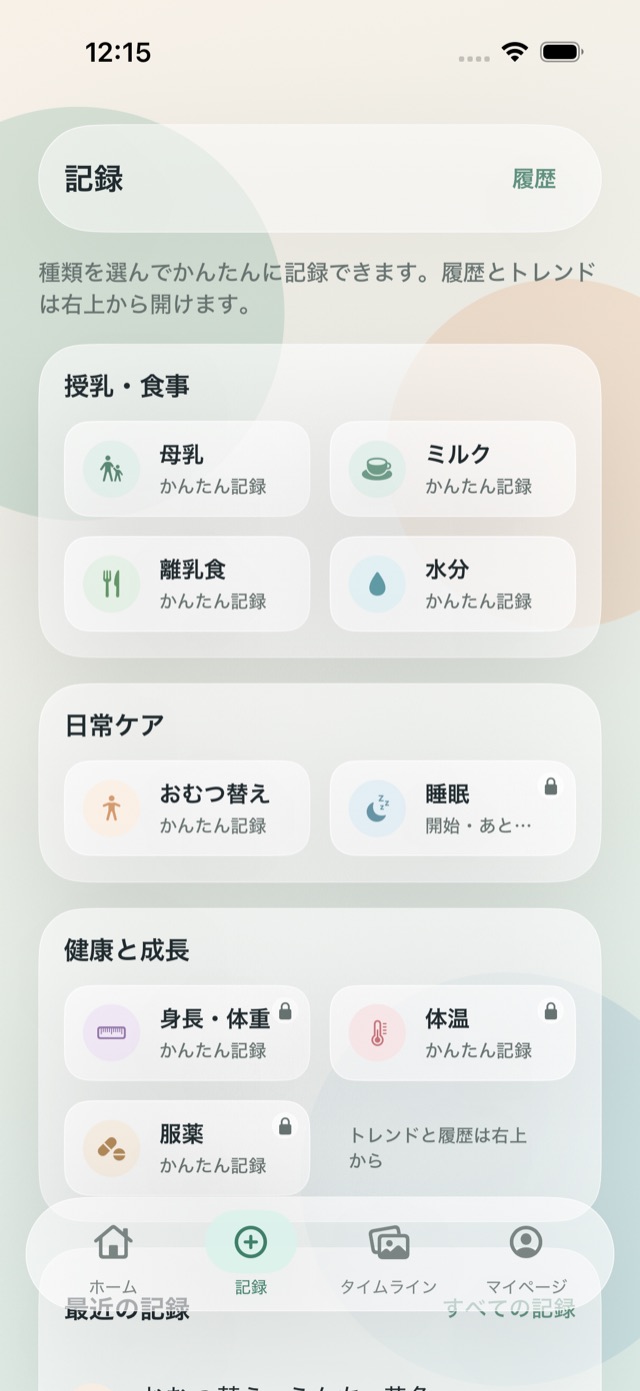 12:15
記録
履歴
種類を選んでかんたんに記録できます。履歴とトレンド
は右上から開けます。
授乳・食事
母乳
かんたん記録
ミルク
かんたん記録
離乳食
かんたん記録
水分
かんたん記録
日常ケア
おむつ替え
かんたん記録
睡眠
開始・あと…
健康と成長
身長・体重
かんたん記録
体温
かんたん記録
服薬
かんたん記録
トレンドと履歴は右上
から
ホーム
記録
タイムライン
マイページ
最近の記録
すべての記録